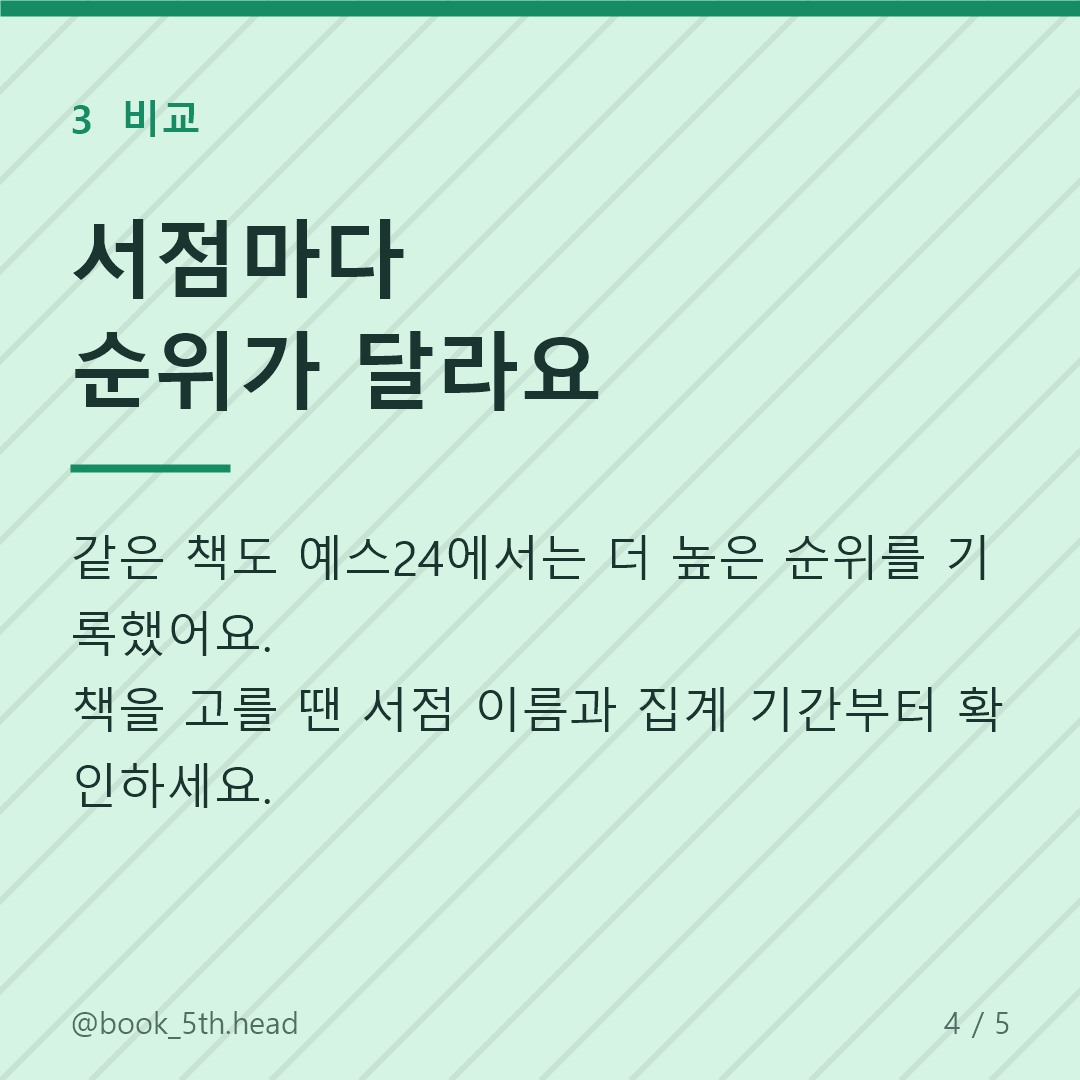 3 비교
서점마다
순위가 달라요
같은 책도 예스24에서는 더 높은 순위를 기
록했어요.
책을 고를 땐 서점 이름과 집계 기간부터 확
인하세요.
@book_5th.head
4 / 5